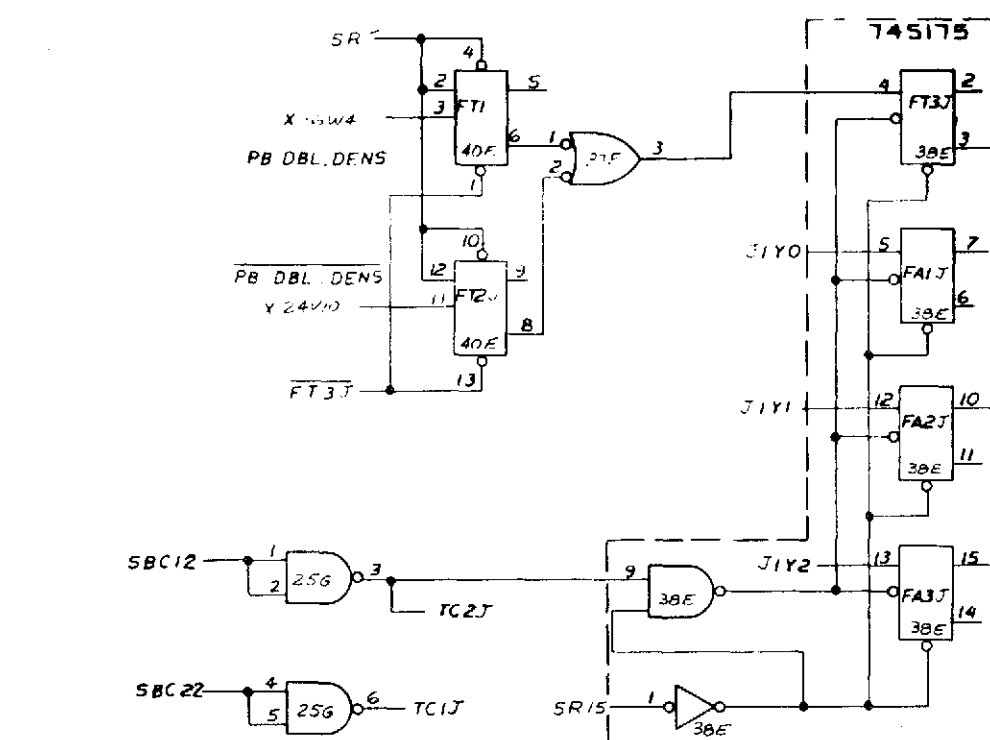 74S175
SR
4
2
5
3
FT1
6
40E
1
PB DBL.DENS
1
2
3
4
2
FT3J
3
38E
10
12
9
PB DBL.DENS
11
FT2J
8
40E
13
FT3J
J1Y0
5
7
FA1J
6
38E
J1Y1
12
10
FA2J
11
38E
SBC12
1
2
25G
3
TC2J
9
38E
J1Y2
13
15
FA3J
14
38E
SBC22
4
5
25G
6
TC1J
SR15
1
38E